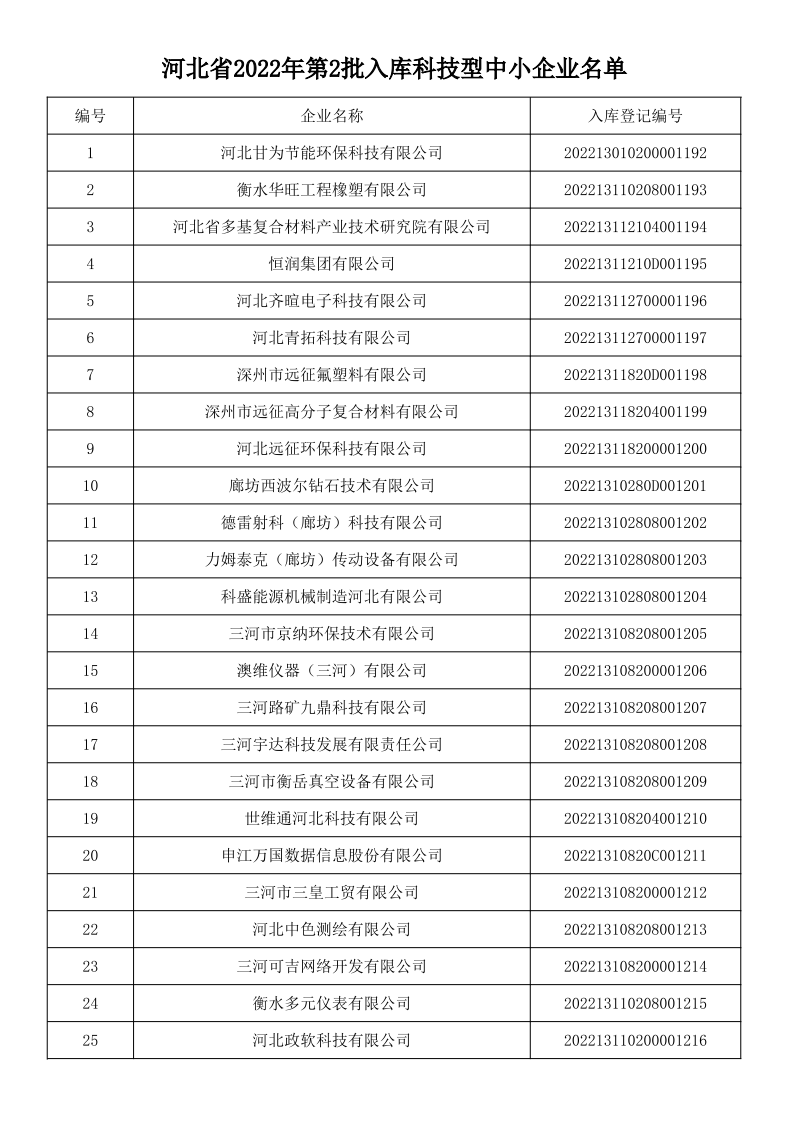 河北省2022年第2批入库科技型中小企业名单
编号 企业名称 入库登记编号
1 河北甘为节能环保科技有限公司 202213010200001192
2 衡水华旺工程橡塑有限公司 202213110208001193
3 河北省多基复合材料产业技术研究院有限公司 202213112104001194
4 恒润集团有限公司 20221311210D001195
5 河北齐暄电子科技有限公司 202213112700001196
6 河北青拓科技有限公司 202213112700001197
7 深州市远征氟塑料有限公司 20221311820D001198
8 深州市远征高分子复合材料有限公司 202213118204001199
9 河北远征环保科技有限公司 202213118200001200
10 廊坊西波尔钻石技术有限公司 20221310280D001201
11 德雷射科（廊坊）科技有限公司 202213102808001202
12 力姆泰克（廊坊）传动设备有限公司 202213102808001203
13 科盛能源机械制造河北有限公司 202213102808001204
14 三河市京纳环保技术有限公司 202213108208001205
15 澳维仪器（三河）有限公司 202213108200001206
16 三河路矿九鼎科技有限公司 202213108208001207
17 三河宇达科技发展有限责任公司 202213108208001208
18 三河市衡岳真空设备有限公司 202213108208001209
19 世维通河北科技有限公司 202213108204001210
20 申江万国数据信息股份有限公司 20221310820C001211
21 三河市三皇工贸有限公司 202213108200001212
22 河北中色测绘有限公司 202213108208001213
23 三河可吉网络开发有限公司 202213108200001214
24 衡水多元仪表有限公司 202213110208001215
25 河北政软科技有限公司 202213110200001216